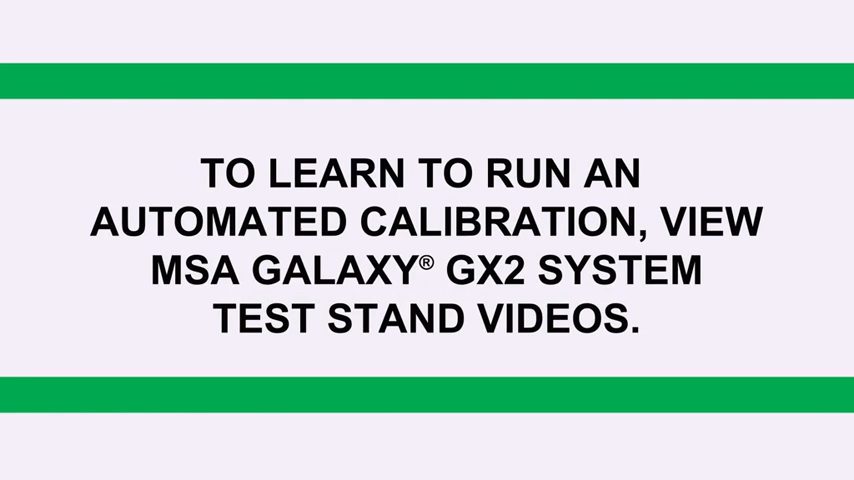 TO LEARN TO RUN AN
AUTOMATED CALIBRATION, VIEW
MSA GALAXY® GX2 SYSTEM
TEST STAND VIDEOS.